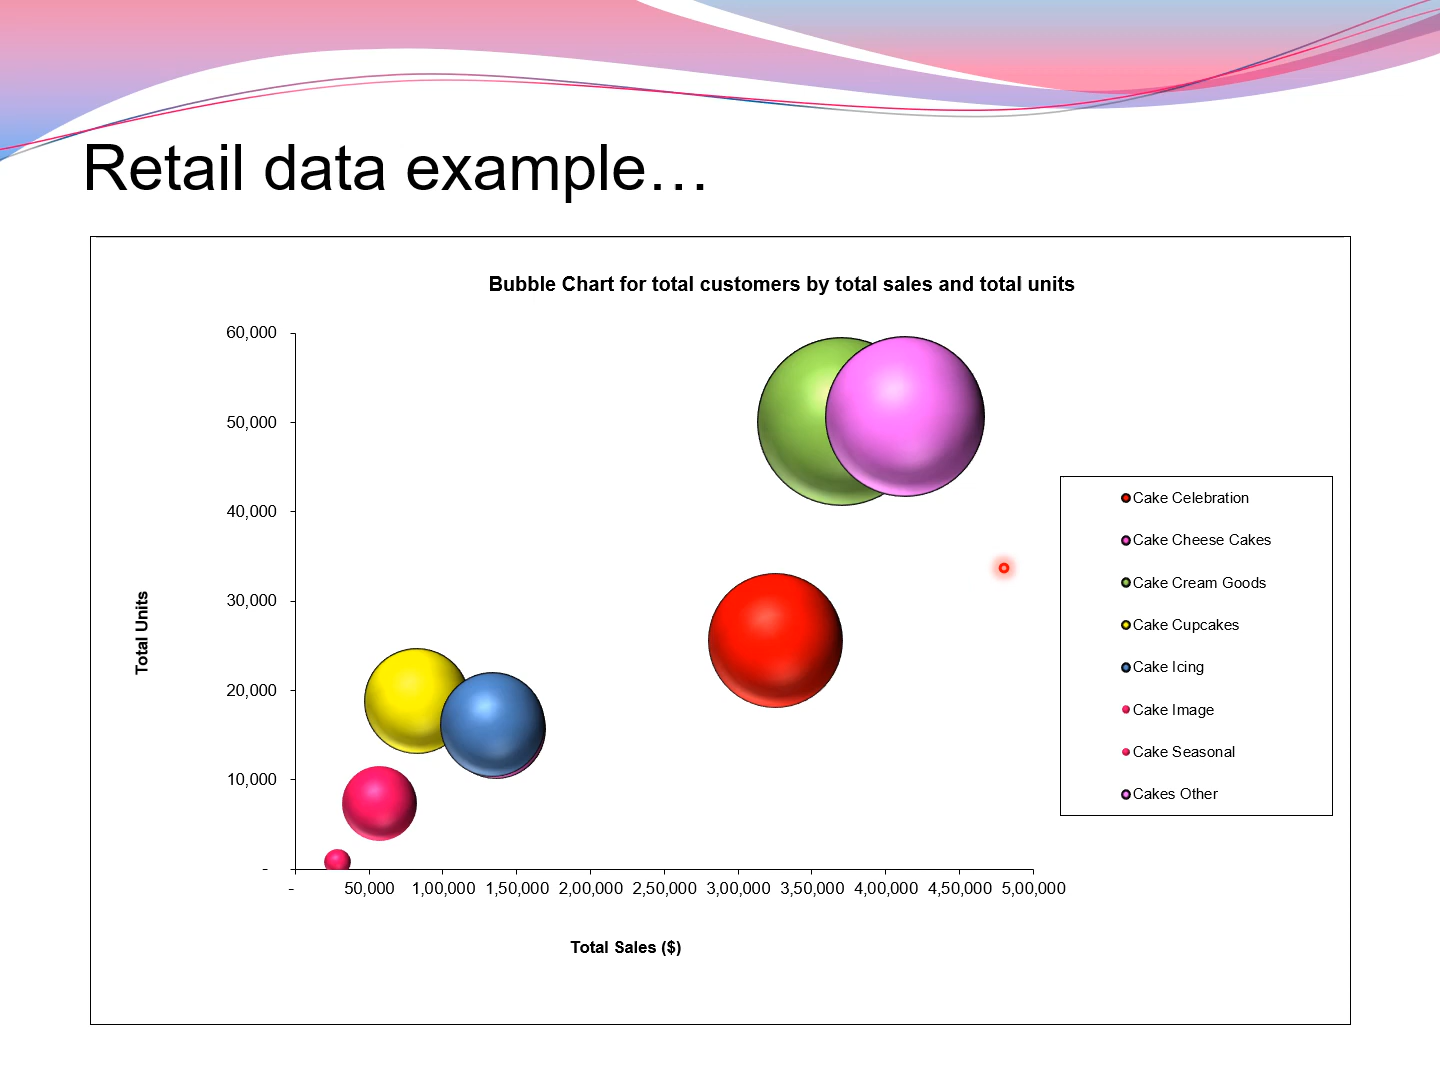 Retail data example…
Bubble Chart for total customers by total sales and total units
60,000
50,000
40,000
30,000
20,000
10,000
-
Total Units
- 50,000 1,00,000 1,50,000 2,00,000 2,50,000 3,00,000 3,50,000 4,00,000 4,50,000 5,00,000
Total Sales ($)
Cake Celebration
Cake Cheese Cakes
Cake Cream Goods
Cake Cupcakes
Cake Icing
Cake Image
Cake Seasonal
Cakes Other